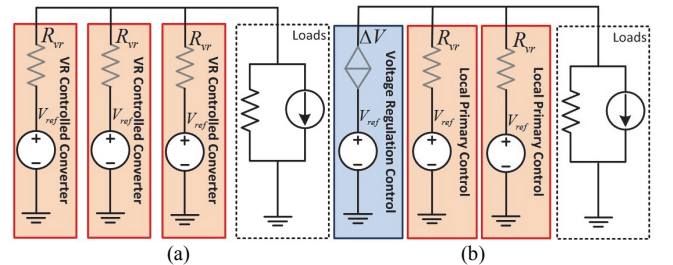 R_vr
V_ref
+
−
VR Controlled Converter
R_vr
V_ref
+
−
VR Controlled Converter
R_vr
V_ref
+
−
VR Controlled Converter
Loads
(a)
ΔV
V_ref
+
−
Voltage Regulation Control
R_vr
V_ref
+
−
Local Primary Control
R_vr
V_ref
+
−
Local Primary Control
Loads
(b)